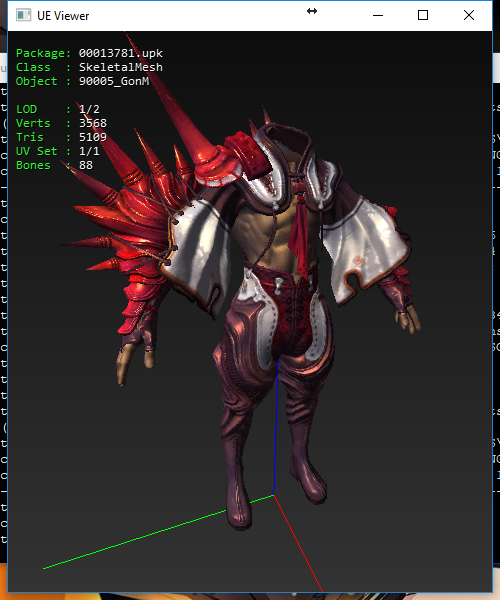 UE Viewer
Package: 00013781.upk
Class : SkeletalMesh
Object : 90005_GonM
LOD : 1/2
Verts : 3568
Tris : 5109
UV Set : 1/1
Bones : 88